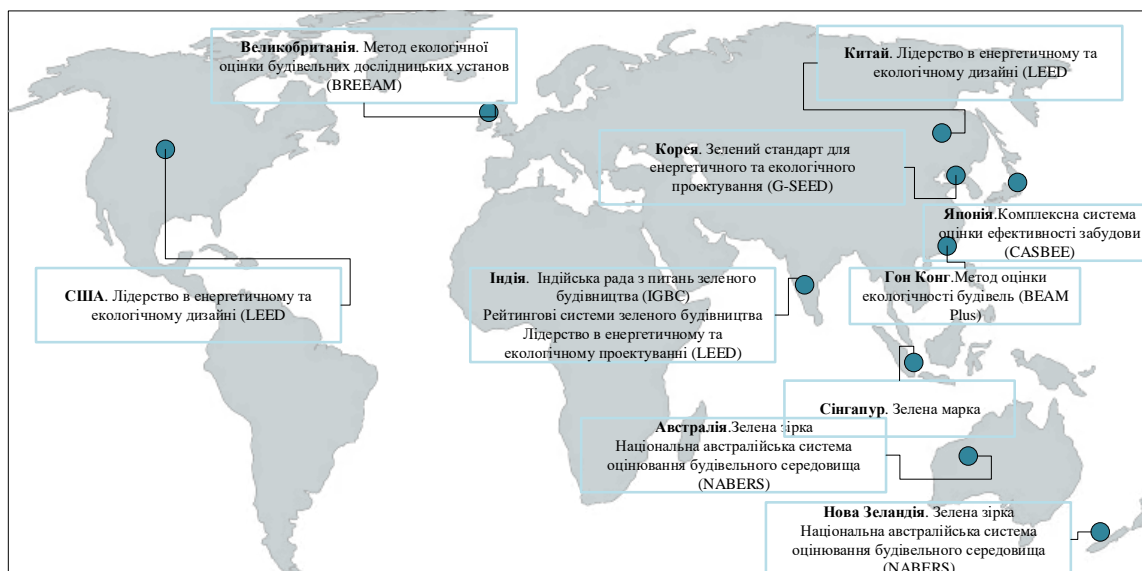 Великобританія. Метод екологічної
оцінки будівельних дослідницьких установ
(BREEAM)
Китай. Лідерство в енергетичному та
екологічному дизайні (LEED
Корея. Зелений стандарт для
енергетичного та екологічного
проектування (G-SEED)
Японія.Комплексна система
оцінки ефективності забудови
(CASBEE)
США. Лідерство в енергетичному та
екологічному дизайні (LEED
Індія. Індійська рада з питань зеленого
будівництва (IGBC)
Рейтингові системи зеленого будівництва
Лідерство в енергетичному та
екологічному проектуванні (LEED)
Гон Конг.Метод оцінки
екологічності будівель (BEAM
Plus)
Сінгапур. Зелена марка
Австралія.Зелена зірка
Національна австралійська система
оцінювання будівельного середовища
(NABERS)
Нова Зеландія. Зелена зірка
Національна австралійська система
оцінювання будівельного середовища
(NABERS)